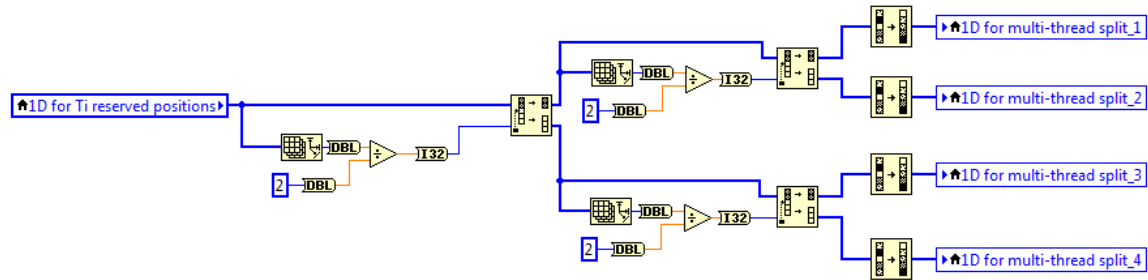 1D for multi-thread split_1
DBL
I32
2
DBL
1D for multi-thread split_2
1D for Ti reserved positions
DBL
I32
2
DBL
1D for multi-thread split_3
DBL
I32
2
DBL
1D for multi-thread split_4